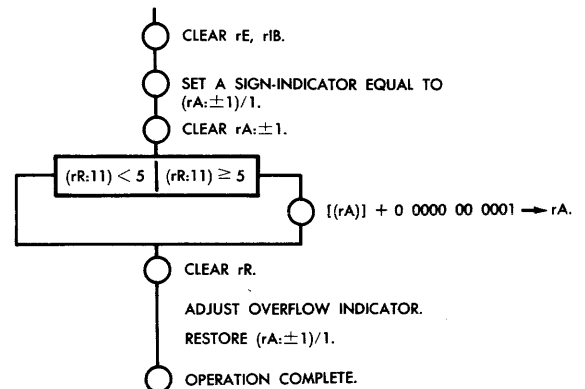 CLEAR rE, rIB.
SET A SIGN-INDICATOR EQUAL TO
(rA:±1)/1.
CLEAR rA:±1.
(rR:11) < 5 (rR:11) ≥ 5
[(rA)] + 0 0000 00 0001 → rA.
CLEAR rR.
ADJUST OVERFLOW INDICATOR.
RESTORE (rA:±1)/1.
OPERATION COMPLETE.